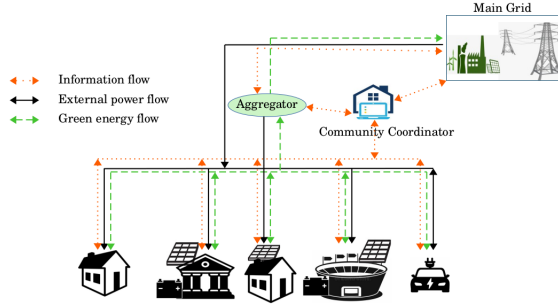 Main Grid
Information flow
External power flow
Green energy flow
Aggregator
Community Coordinator